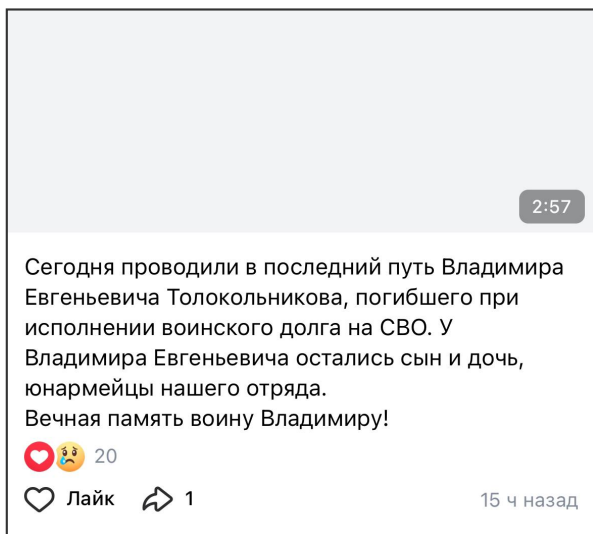 2:57
Сегодня проводили в последний путь Владимира
Евгеньевича Толокольникова, погибшего при
исполнении воинского долга на СВО. У
Владимира Евгеньевича остались сын и дочь,
юнармейцы нашего отряда.
Вечная память воину Владимиру!
20
Лайк 1 15 ч назад